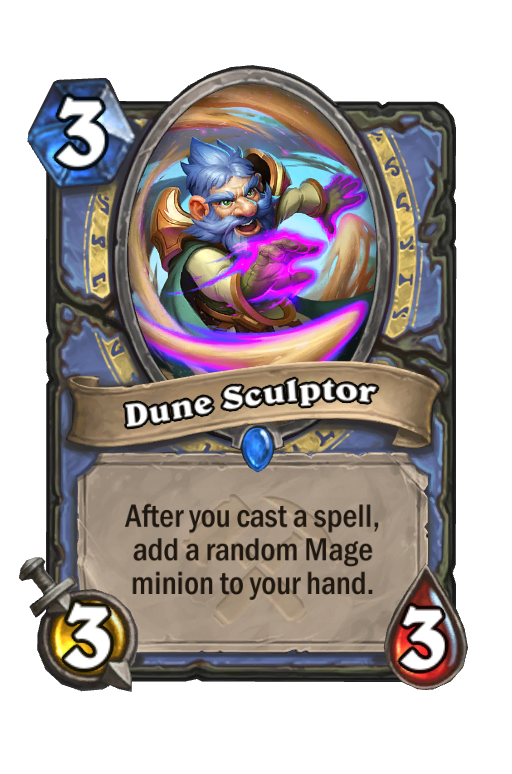 3
Dune Sculptor
After you cast a spell,
add a random Mage
minion to your hand.
3
3